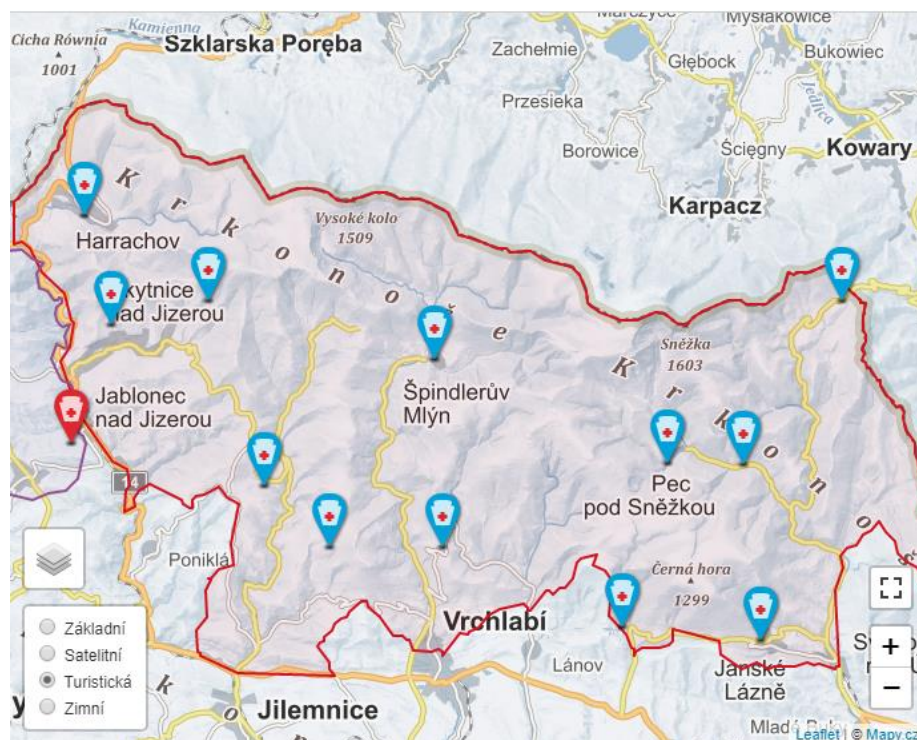 Kamienna
Marczyce
Mysłakowice
Cicha Równia
1001
Szklarska Poręba
Zachełmie
Głębock
Bukowiec
Jedlica
Przesieka
Borowice
Ścięgny
Kowary
Karpacz
Krkonoše
Vysoké kolo
1509
Harrachov
kytnice
nad Jizerou
Sněžka
1603
Krkon
o
š
Špindlerův
Mlýn
Jablonec
nad Jizerou
14
Pec
pod Sněžkou
Poniklá
Černá hora
1299
Vrchlabí
Lánov
Janské
Lázně
Jilemnice
Základní
Satelitní
Turistická
Zimní
+
−
Leaflet | © Mapy.cz